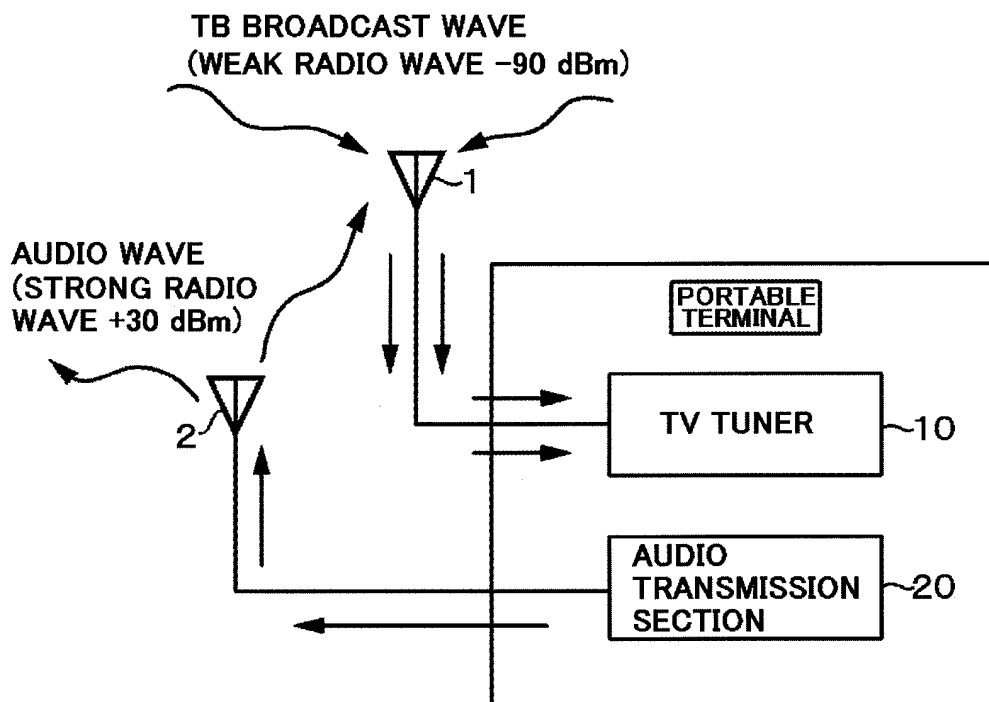 TB BROADCAST WAVE
(WEAK RADIO WAVE –90 dBm)
1
AUDIO WAVE
(STRONG RADIO
WAVE +30 dBm)
2
PORTABLE
TERMINAL
TV TUNER
10
AUDIO
TRANSMISSION
SECTION
20